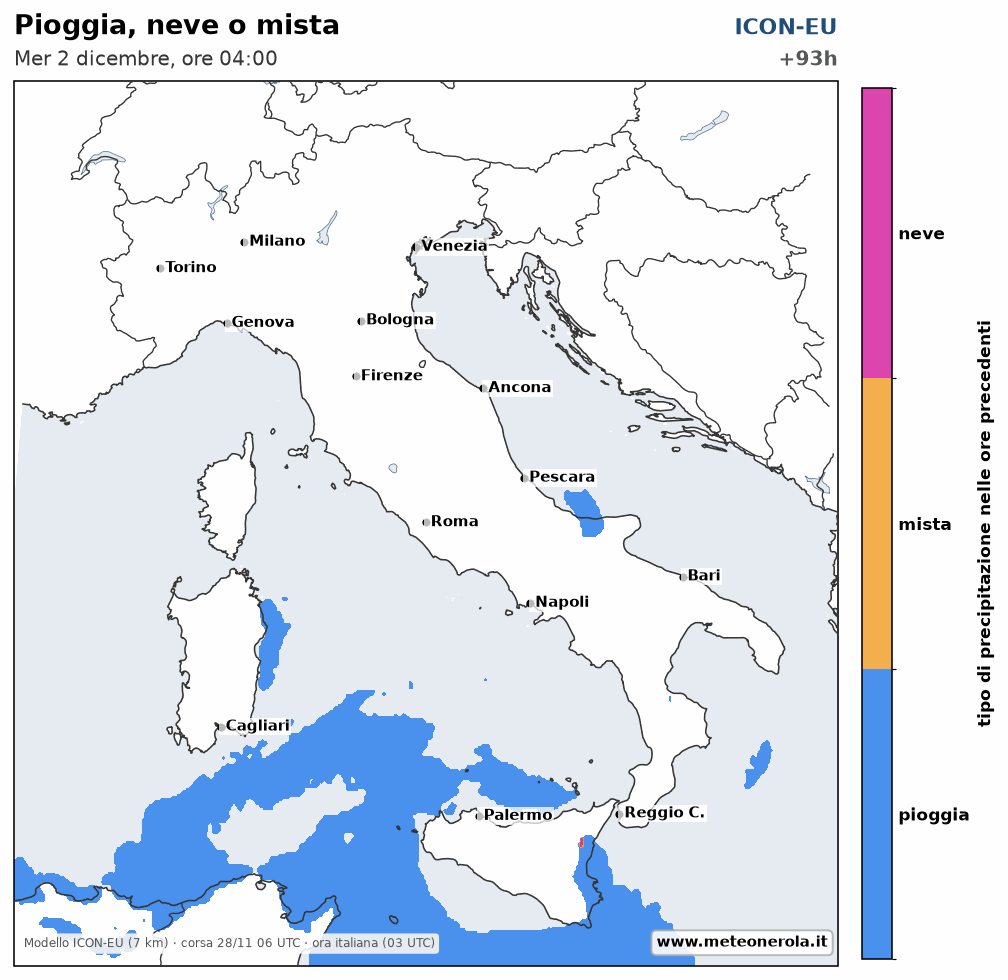 Pioggia, neve o mista
ICON-EU
Mer 2 dicembre, ore 04:00
+93h
neve
mista
pioggia
tipo di precipitazione nelle ore precedenti
Milano
Venezia
Torino
Genova
Bologna
Firenze
Ancona
Pescara
Roma
Bari
Napoli
Cagliari
Palermo
Reggio C.
Modello ICON-EU (7 km) · corsa 28/11 06 UTC · ora italiana (03 UTC)
www.meteonerola.it